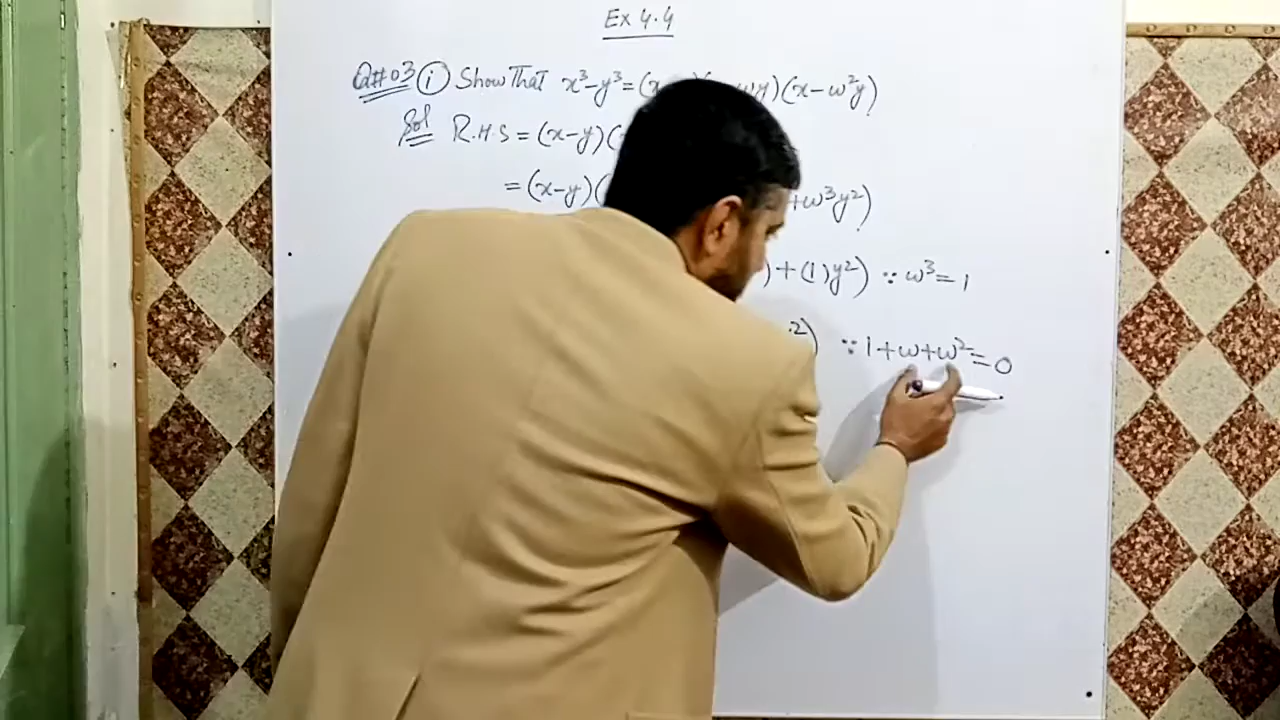 Ex 4.4
Q#03 (i) Show That x³-y³=(x ωy)(x-ω²y)
Sol R.H.S = (x-y)(
= (x-y)( +ω³y²)
)+(1)y²) ∵ ω³=1
²) ∵ 1+ω+ω²=0